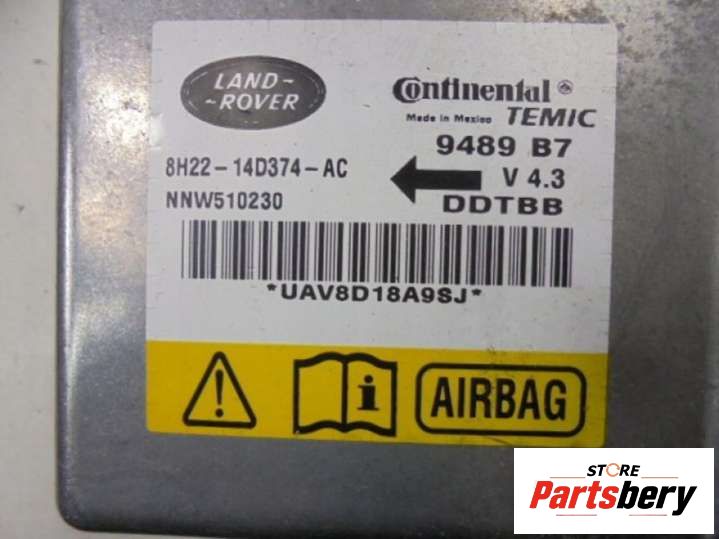 LAND-
-ROVER
Continental
Made in Mexico TEMIC
9489 B7
8H22-14D374-AC
V 4.3
NNW510230
DDTBB
*UAV8D18A9SJ*
! i AIRBAG
STORE
Partsbery